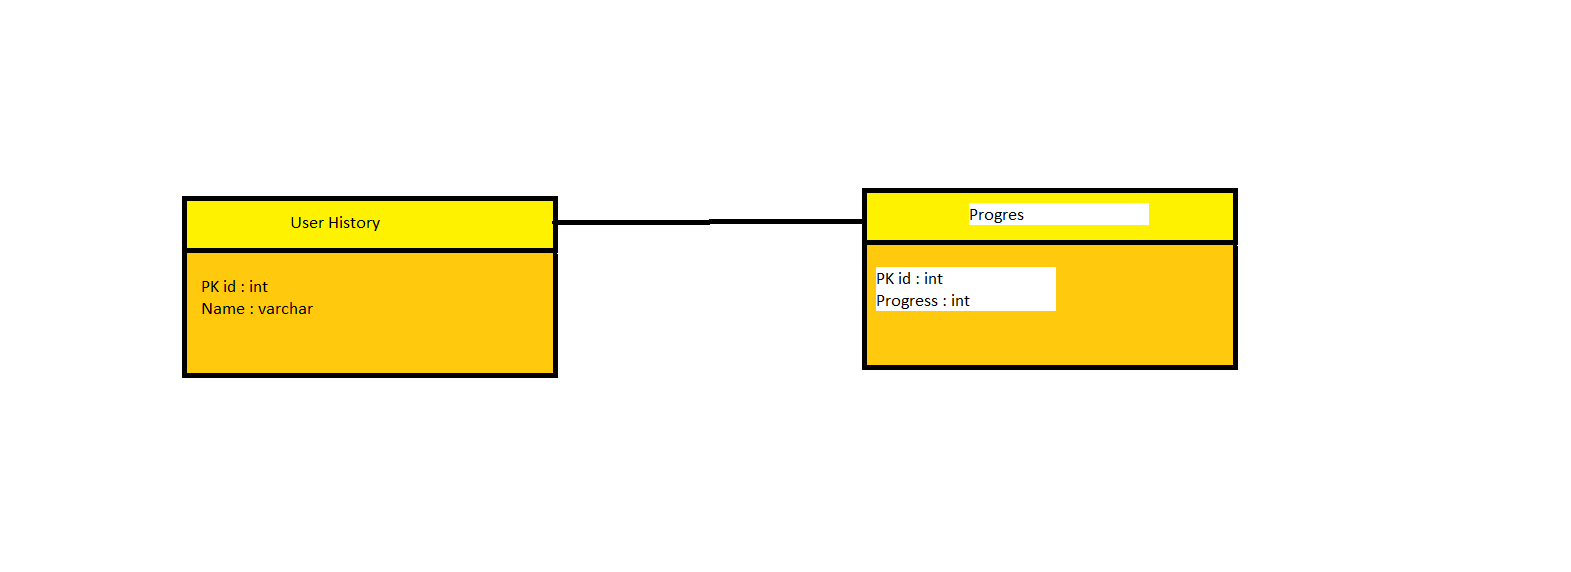 User History
PK id : int
Name : varchar
Progres
PK id : int
Progress : int